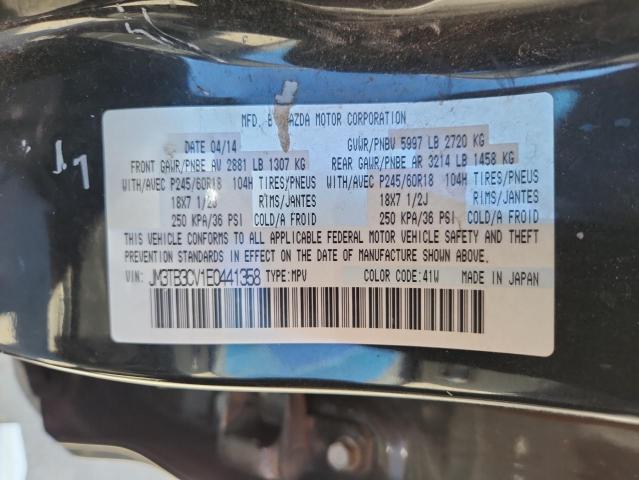 MFD. B MAZDA MOTOR CORPORATION
DATE 04/14 GVWR/PNBV 5997 LB 2720 KG
FRONT GAWR/PNBE AV 2881 LB 1307 KG REAR GAWR/PNBE AR 3214 LB 1458 KG
WITH/AVEC P245/60R18 104H TIRES/PNEUS WITH/AVEC P245/60R18 104H TIRES/PNEUS
18X7 1/2J RIMS/JANTES 18X7 1/2J RIMS/JANTES
250 KPA/36 PSI COLD/A FROID 250 KPA/36 PSI COLD/A FROID
THIS VEHICLE CONFORMS TO ALL APPLICABLE FEDERAL MOTOR VEHICLE SAFETY AND THEFT
PREVENTION STANDARDS IN EFFECT ON THE DATE OF MANUFACTURE SHOWN ABOVE.
VIN: JM3TB3CV1E0441358 TYPE:MPV COLOR CODE:41W MADE IN JAPAN